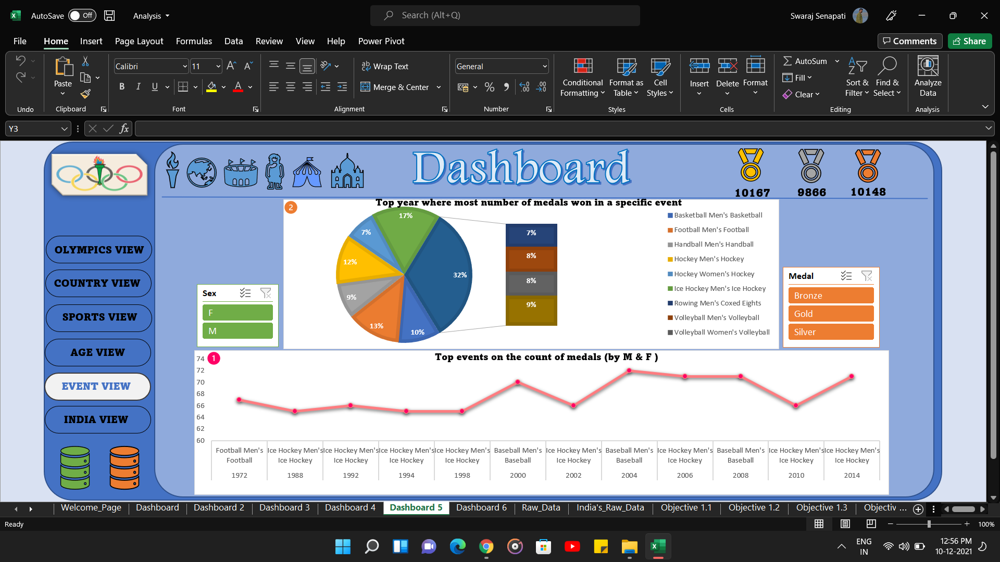 AutoSave Off Analysis Search (Alt+Q) Swaraj Senapati
File Home Insert Page Layout Formulas Data Review View Help Power Pivot Comments Share
Calibri 11 Wrap Text General AutoSum
Paste Conditional Format as Cell Insert Delete Format Fill Sort & Find & Analyze
B I U A Merge & Center % Formatting Table Styles Clear Filter Select Data
Undo Clipboard Font Alignment Number Styles Cells Editing Analysis
Y3 fx
Dashboard
10167 9866 10148
OLYMPICS VIEW
COUNTRY VIEW
SPORTS VIEW
AGE VIEW
EVENT VIEW
INDIA VIEW
2
Top year where most number of medals won in a specific event
17%
7%
12%
9%
13%
10%
32%
7%
8%
8%
9%
Basketball Men's Basketball
Football Men's Football
Handball Men's Handball
Hockey Men's Hockey
Hockey Women's Hockey
Ice Hockey Men's Ice Hockey
Rowing Men's Coxed Eights
Volleyball Men's Volleyball
Volleyball Women's Volleyball
Sex
F
M
Medal
Bronze
Gold
Silver
1
Top events on the count of medals (by M & F )
74
72
70
68
66
64
62
60
Football Men's Ice Hockey Men's Ice Hockey Men's Ice Hockey Men's Ice Hockey Men's Baseball Men's Ice Hockey Men's Baseball Men's Ice Hockey Men's Baseball Men's Ice Hockey Men's Ice Hockey Men's
Football Ice Hockey Ice Hockey Ice Hockey Ice Hockey Baseball Ice Hockey Baseball Ice Hockey Baseball Ice Hockey Ice Hockey
1972 1988 1992 1994 1998 2000 2002 2004 2006 2008 2010 2014
Welcome_Page Dashboard Dashboard 2 Dashboard 3 Dashboard 4 Dashboard 5 Dashboard 6 Raw_Data India's_Raw_Data Objective 1.1 Objective 1.2 Objective 1.3 Objectiv ...
Ready 100%
ENG 12:56 PM
IN 10-12-2021